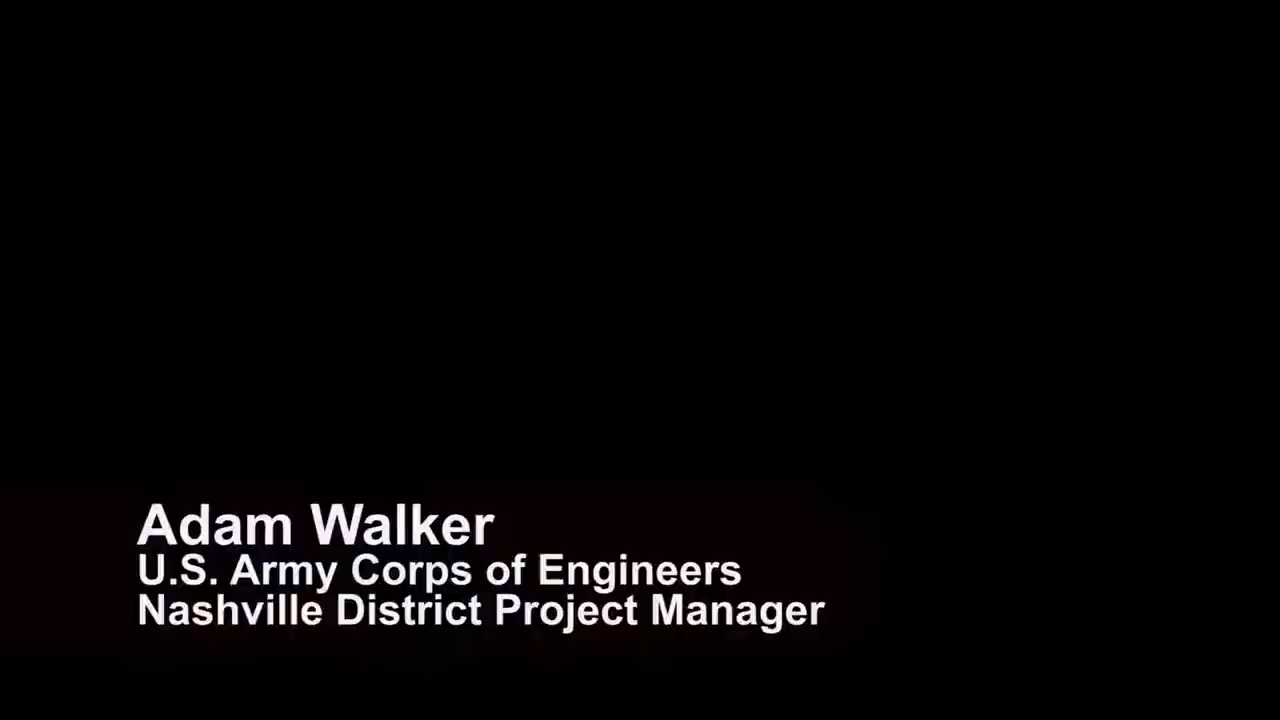 Adam Walker
U.S. Army Corps of Engineers
Nashville District Project Manager